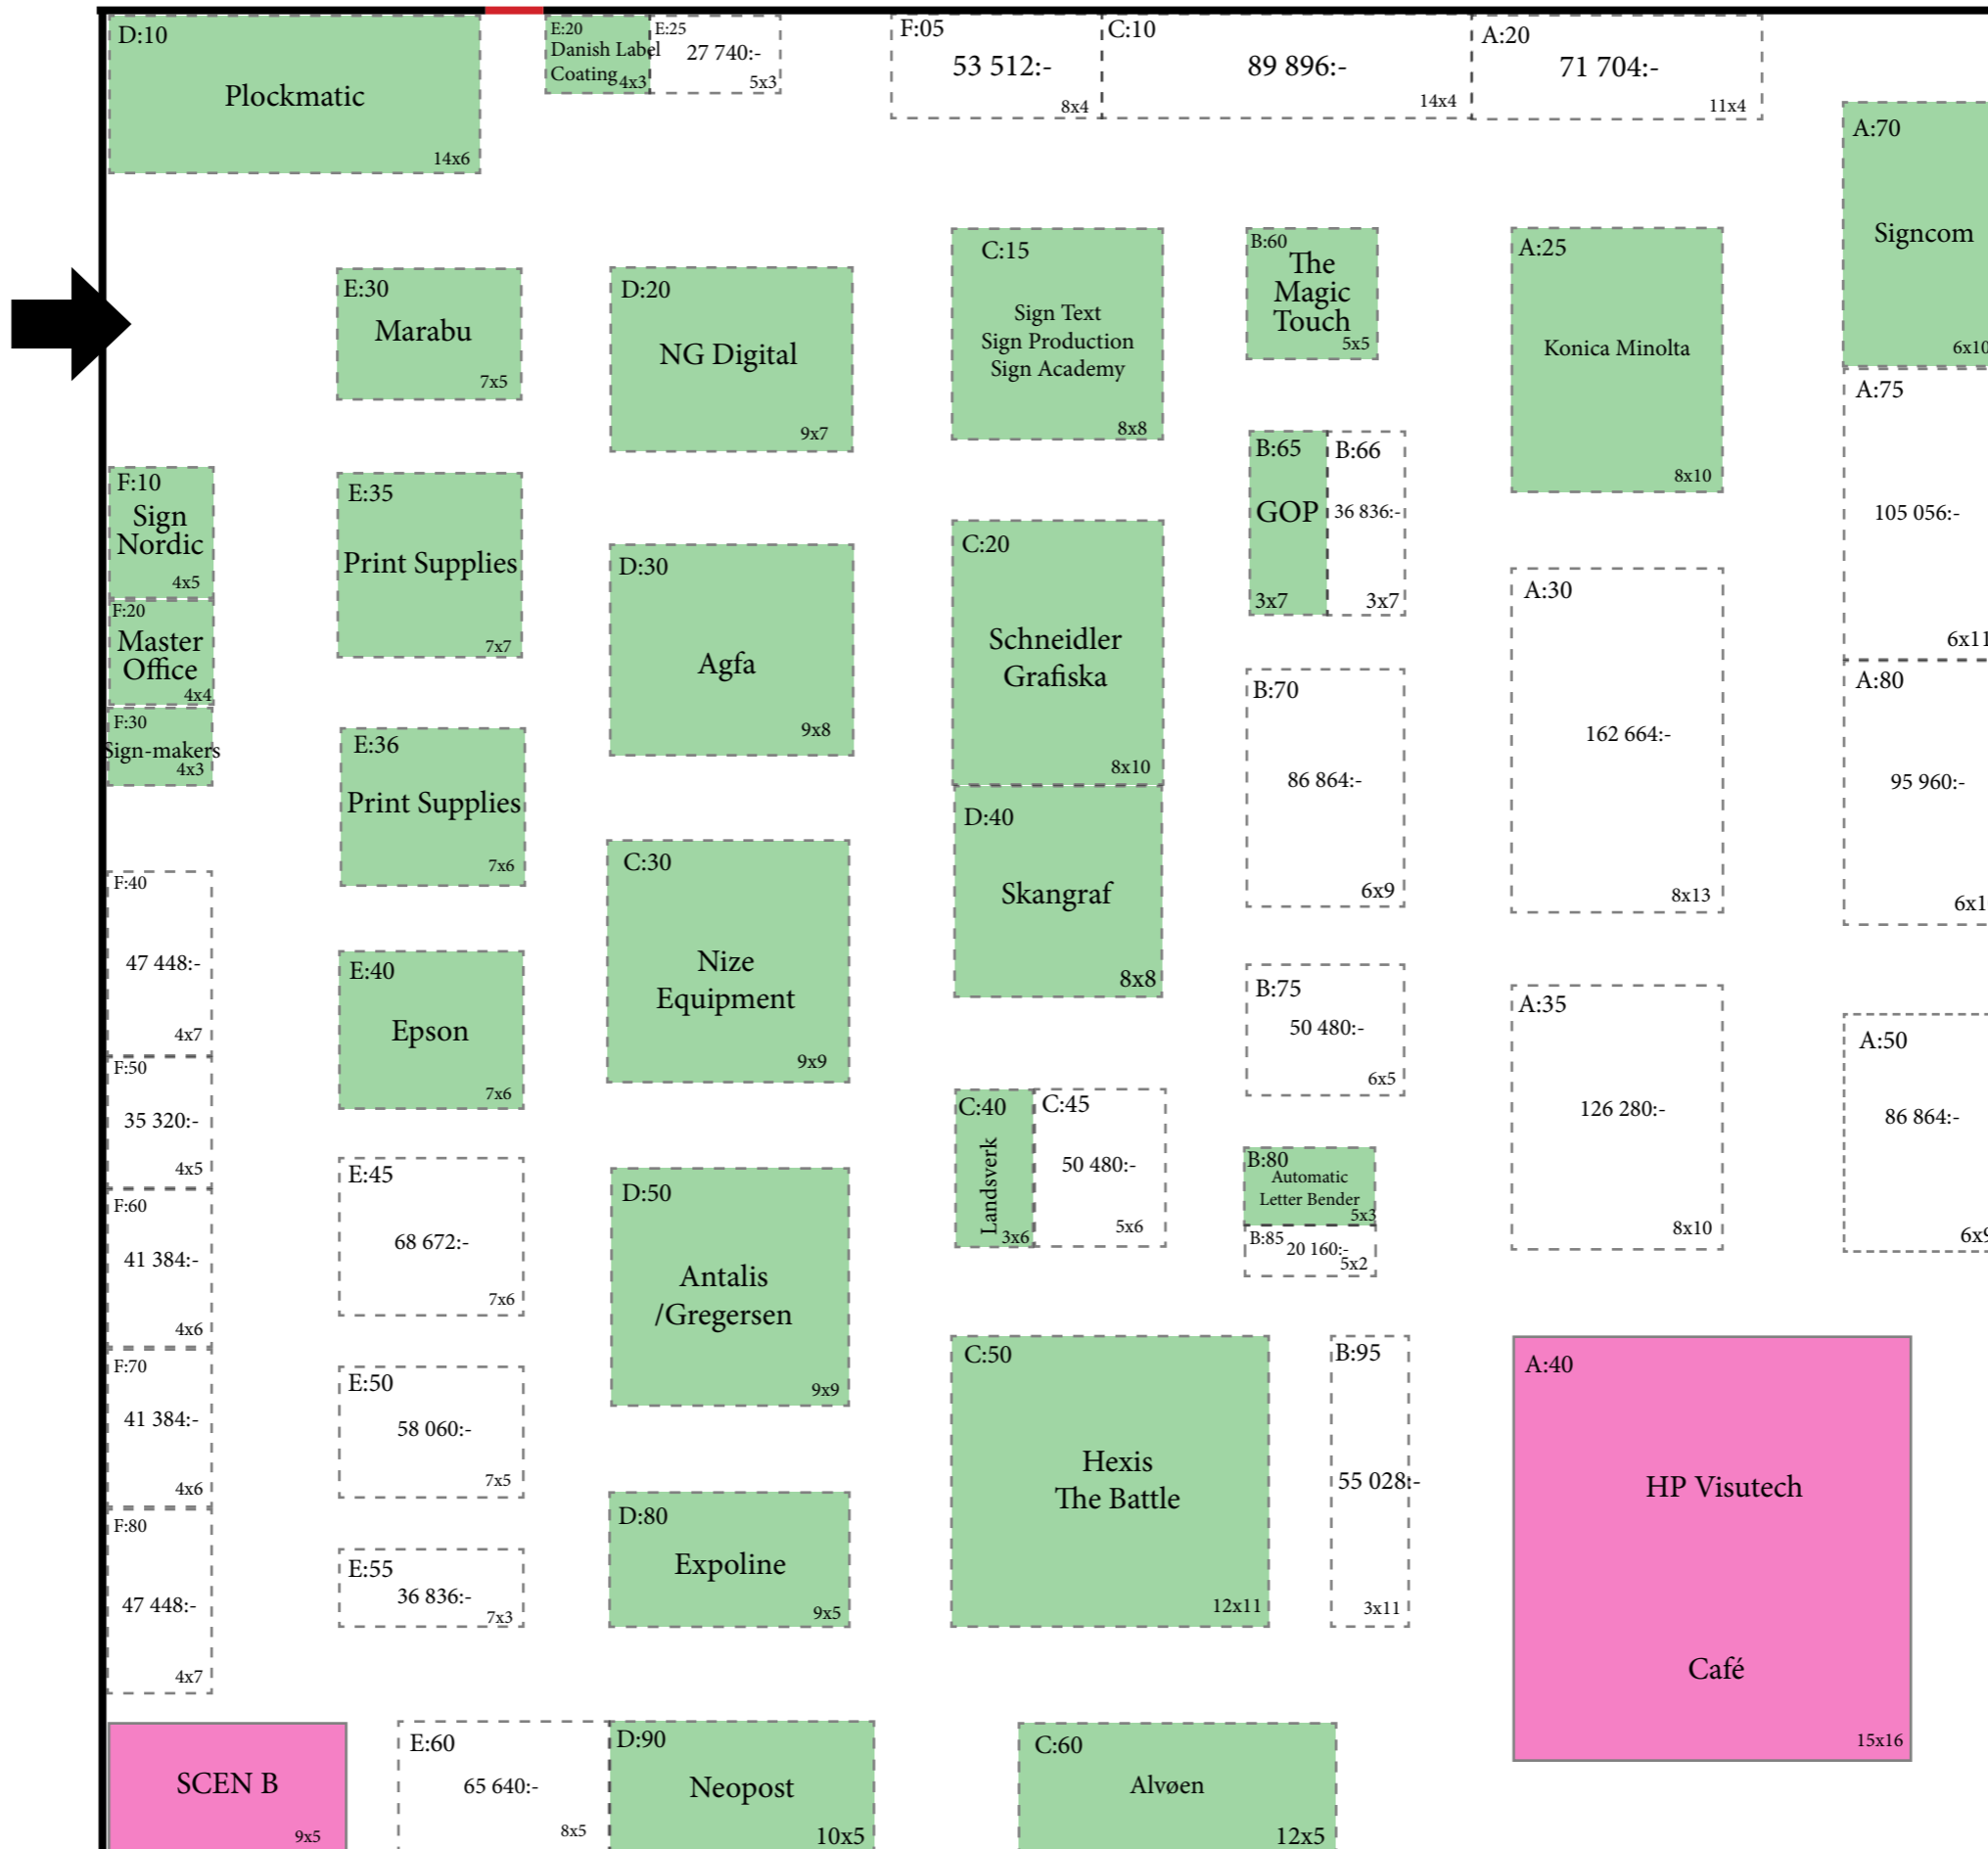 D:10
Plockmatic
14x6
E:20
Danish Label
Coating
4x3
E:25
27 740:-
5x3
F:05
53 512:-
8x4
C:10
89 896:-
14x4
A:20
71 704:-
11x4
A:70
Signcom
6x10
E:30
Marabu
7x5
D:20
NG Digital
9x7
C:15
Sign Text
Sign Production
Sign Academy
8x8
B:60
The
Magic
Touch
5x5
A:25
Konica Minolta
8x10
A:75
105 056:-
6x11
F:10
Sign
Nordic
4x5
E:35
Print Supplies
7x7
D:30
Agfa
9x8
C:20
Schneidler
Grafiska
8x10
B:65
GOP
3x7
B:66
36 836:-
3x7
A:30
162 664:-
8x13
F:20
Master
Office
4x4
F:30
Sign-makers
4x3
E:36
Print Supplies
7x6
B:70
86 864:-
6x9
A:80
95 960:-
6x1
D:40
Skangraf
8x8
C:30
Nize
Equipment
9x9
F:40
47 448:-
4x7
E:40
Epson
7x6
B:75
50 480:-
6x5
A:35
126 280:-
8x10
A:50
86 864:-
6x9
F:50
35 320:-
4x5
C:40
Landsverk
3x6
C:45
50 480:-
5x6
B:80
Automatic
Letter Bender
5x3
B:85
20 160:-
5x2
F:60
41 384:-
4x6
E:45
68 672:-
7x6
D:50
Antalis
/Gregersen
9x9
F:70
41 384:-
4x6
E:50
58 060:-
7x5
C:50
Hexis
The Battle
12x11
B:95
55 028:-
3x11
A:40
HP Visutech
Café
15x16
F:80
47 448:-
4x7
E:55
36 836:-
7x3
D:80
Expoline
9x5
SCEN B
9x5
E:60
65 640:-
8x5
D:90
Neopost
10x5
C:60
Alvøen
12x5